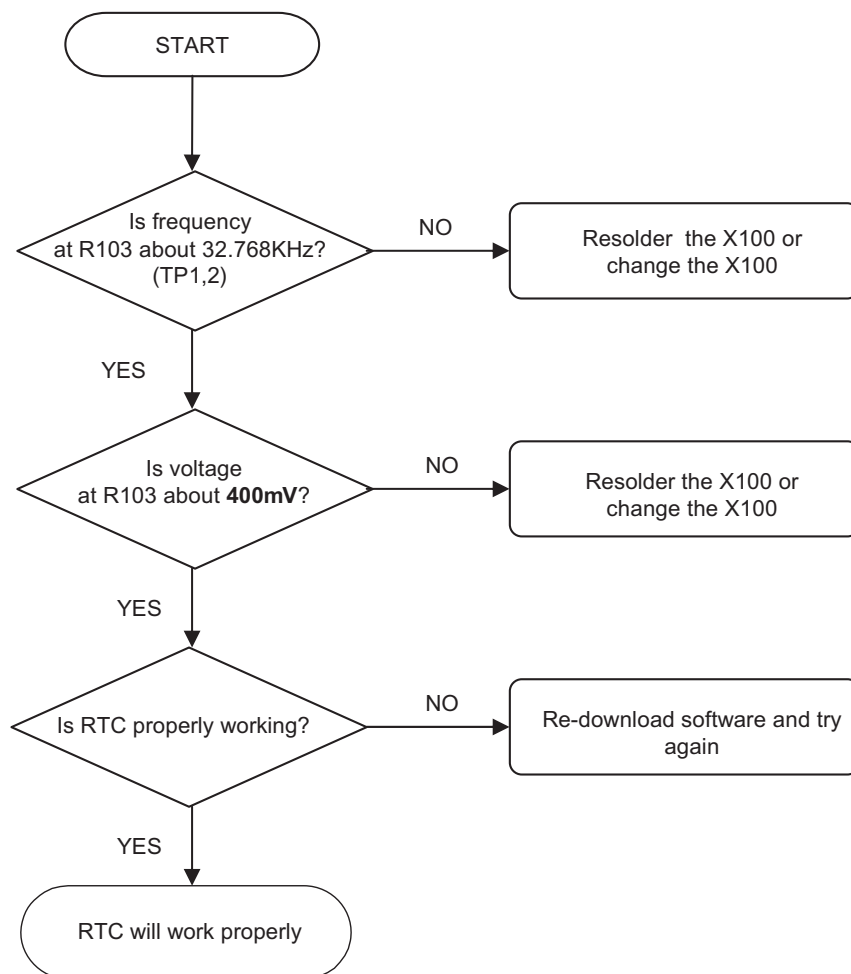 START
Is frequency
at R103 about 32.768KHz?
(TP1,2)
NO
Resolder the X100 or
change the X100
YES
Is voltage
at R103 about 400mV?
NO
Resolder the X100 or
change the X100
YES
Is RTC properly working?
NO
Re-download software and try
again
YES
RTC will work properly